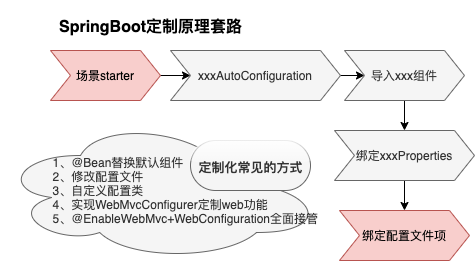 SpringBoot定制原理套路
场景starter
xxxAutoConfiguration
导入xxx组件
绑定xxxProperties
绑定配置文件项
定制化常见的方式
1、@Bean替换默认组件
2、修改配置文件
3、自定义配置类
4、实现WebMvcConfigurer定制web功能
5、@EnableWebMvc+WebConfiguration全面接管